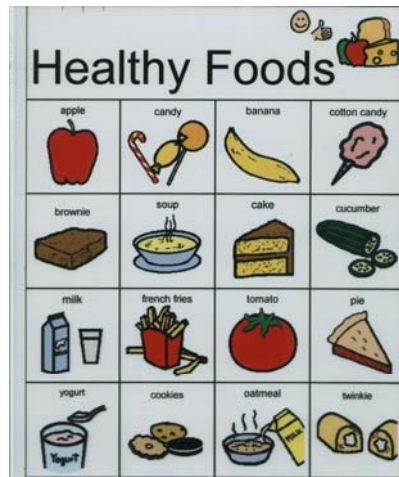 Healthy Foods
apple candy banana cotton candy
brownie soup cake cucumber
milk french fries tomato pie
yogurt cookies oatmeal twinkie
Yogurt MILK